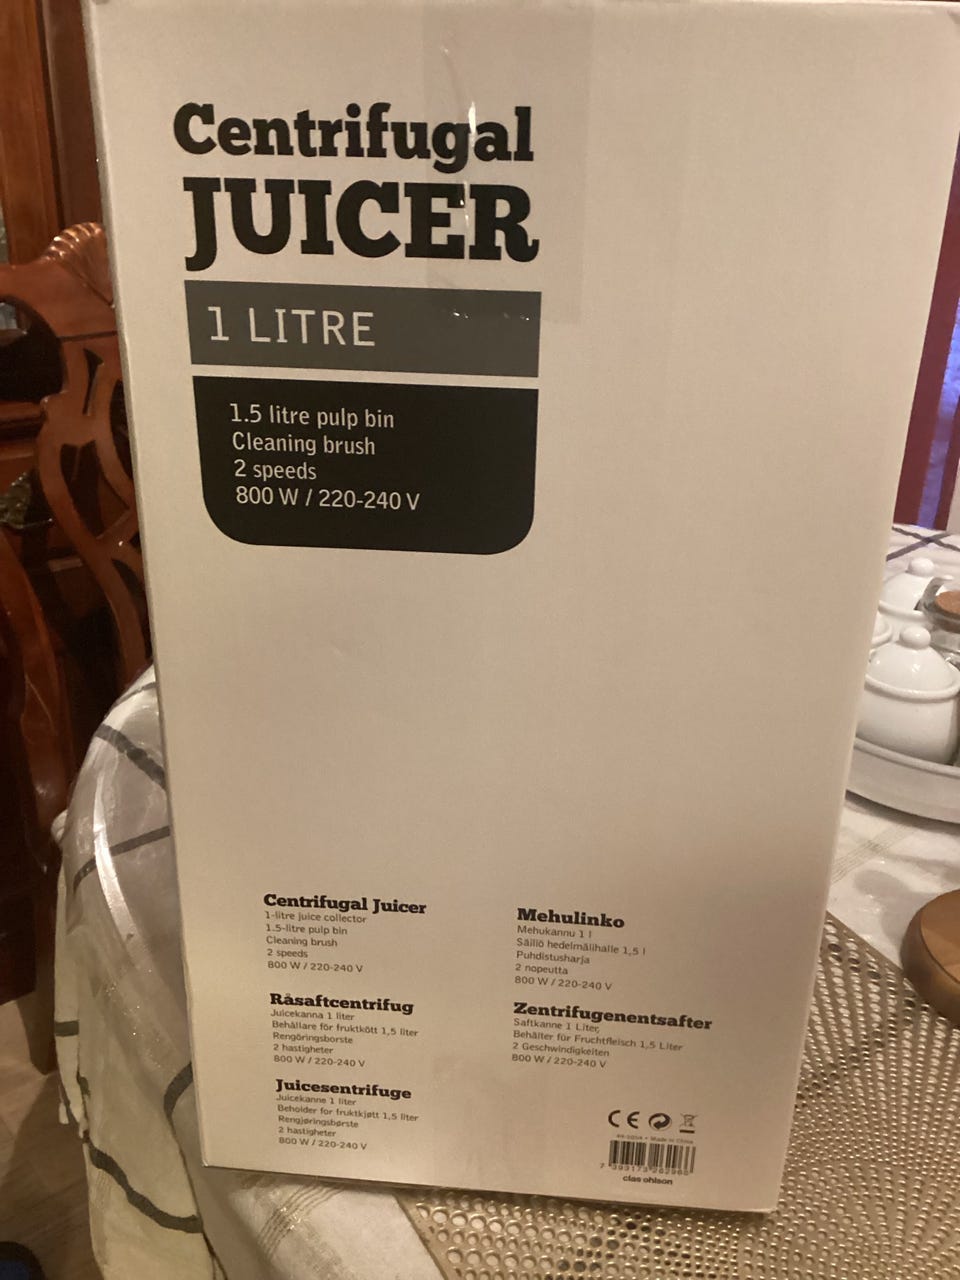 Centrifugal
JUICER
1 LITRE
1.5 litre pulp bin
Cleaning brush
2 speeds
800 W / 220-240 V
Centrifugal Juicer
1-litre juice collector
1.5-litre pulp bin
Cleaning brush
2 speeds
800 W / 220-240 V
Råsaftcentrifug
Juicekanna 1 liter
Behållare för fruktkött 1,5 liter
Rengöringsborste
2 hastigheter
800 W / 220-240 V
Juicesentrifuge
Juicekanne 1 liter
Beholder for fruktkjøtt 1,5 liter
Rengjøringsbørste
2 hastigheter
800 W / 220-240 V
Mehulinko
Mehukannu 1 l
Säiliö hedelmälihalle 1,5 l
Puhdistusharja
2 nopeutta
800 W / 220-240 V
Zentrifugenentsafter
Saftkanne 1 Liter,
Behälter für Fruchtfleisch 1,5 Liter
2 Geschwindigkeiten
800 W / 220-240 V
CE
Made in China
clas ohlson